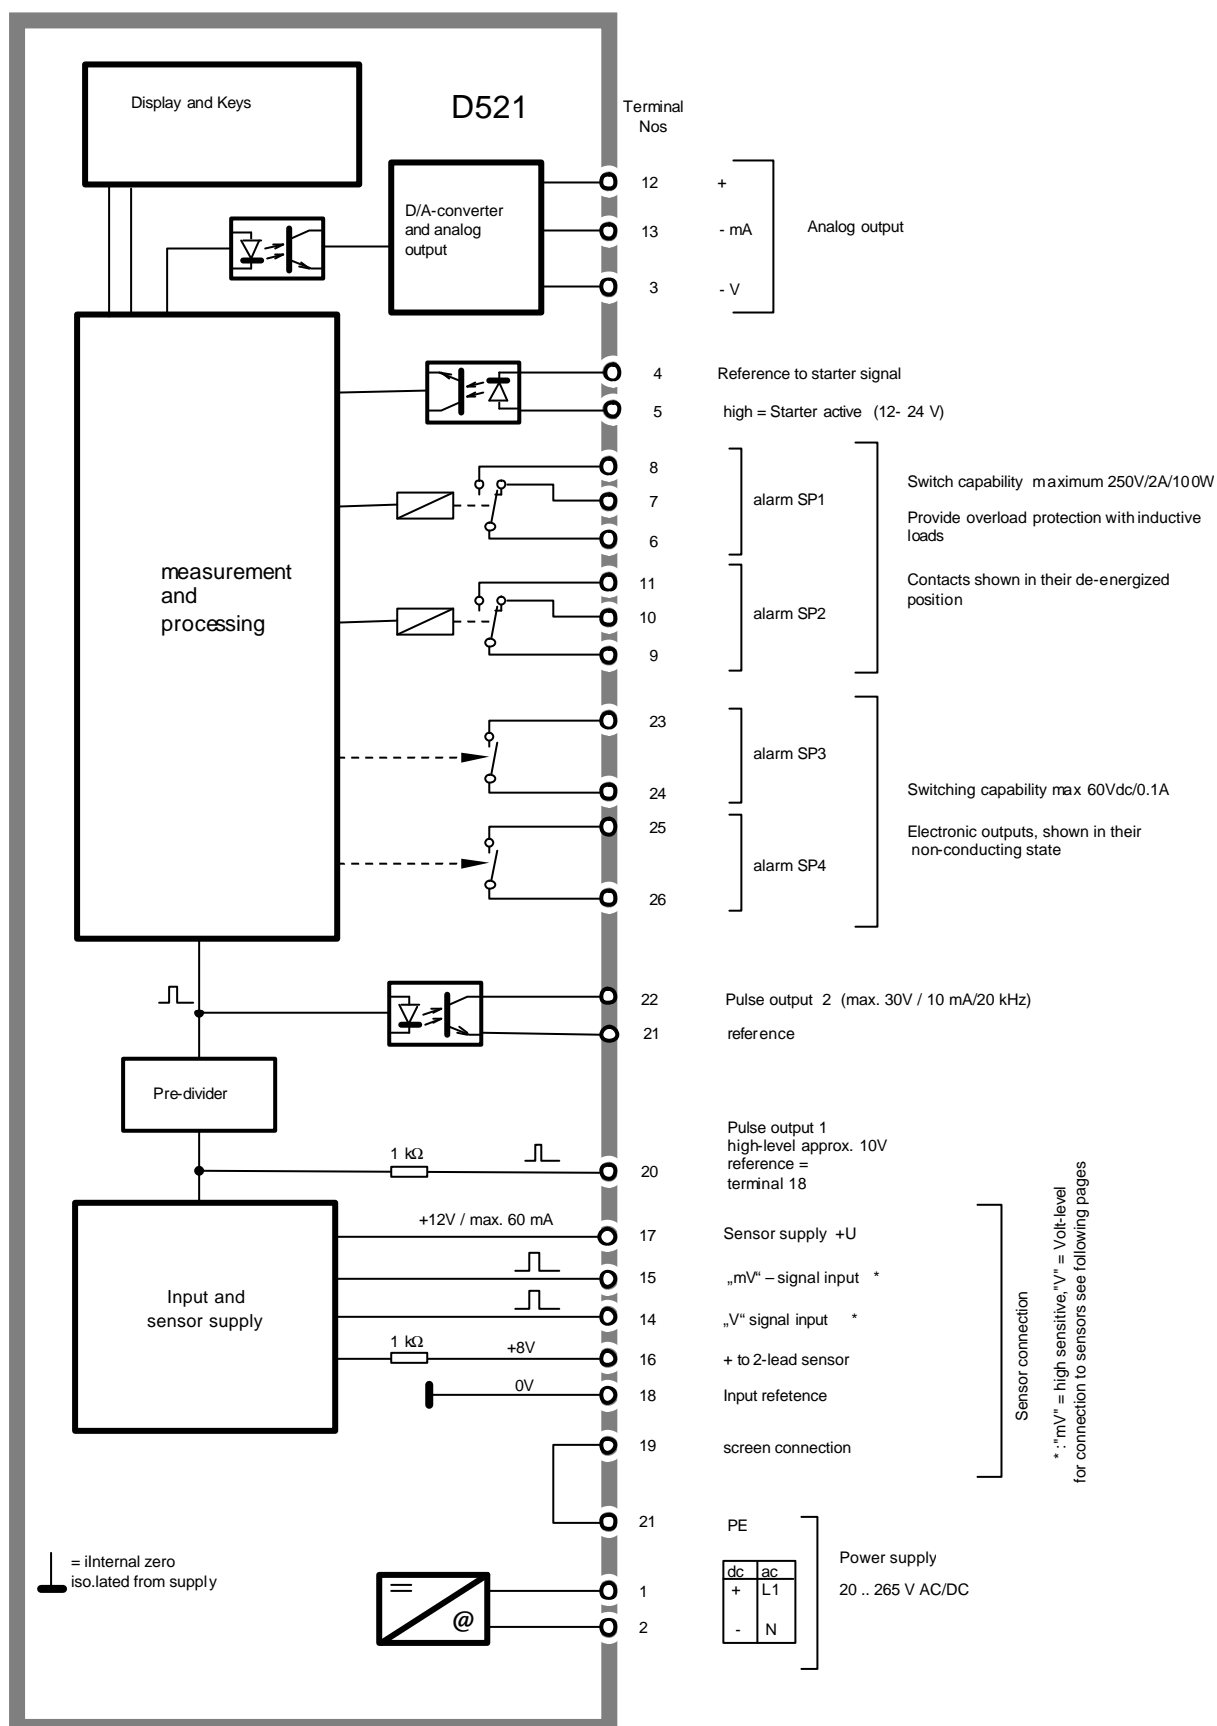 Display and Keys
D521
Terminal
Nos
D/A-converter
and analog
output
12 +
13 - mA
3 - V
Analog output
4 Reference to starter signal
5 high = Starter active (12- 24 V)
8
7
6
alarm SP1
11
10
9
alarm SP2
Switch capability maximum 250V/2A/100W
Provide overload protection with inductive
loads
Contacts shown in their de-energized
position
measurement
and
processing
23
24
alarm SP3
25
26
alarm SP4
Switching capability max 60Vdc/0.1A
Electronic outputs, shown in their
non-conducting state
22 Pulse output 2 (max. 30V / 10 mA/20 kHz)
21 reference
Pre-divider
1 kΩ
20
Pulse output 1
high-level approx. 10V
reference =
terminal 18
Input and
sensor supply
+12V / max. 60 mA 17 Sensor supply +U
15 „mV“ – signal input *
14 „V“ signal input *
1 kΩ +8V 16 + to 2-lead sensor
0V 18 Input refetence
19 screen connection
Sensor connection
* :"mV" = high sensitive,"V" = Volt-level
for connection to sensors see following pages
21 PE
= iInternal zero
iso.lated from supply
@
1
2
dc ac
+ L1
- N
Power supply
20 .. 265 V AC/DC